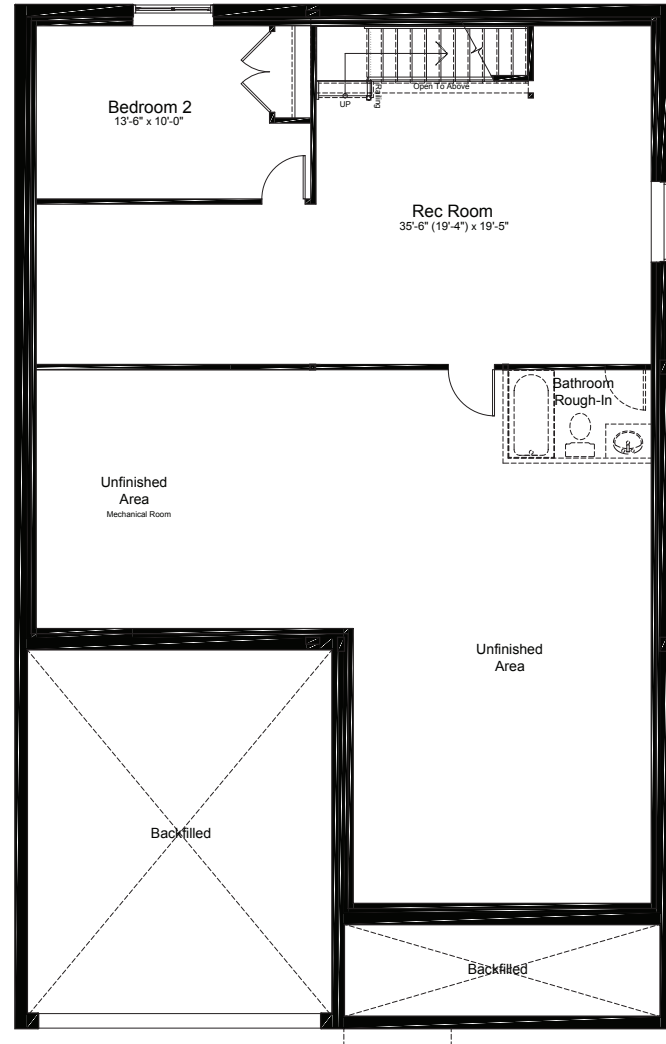 Bedroom 2
13'-6" x 10'-0"
UP
Railing
Open To Above
Rec Room
35'-6" (19'-4") x 19'-5"
Bathroom
Rough-In
Unfinished
Area
Mechanical Room
Unfinished
Area
Backfilled
Backfilled